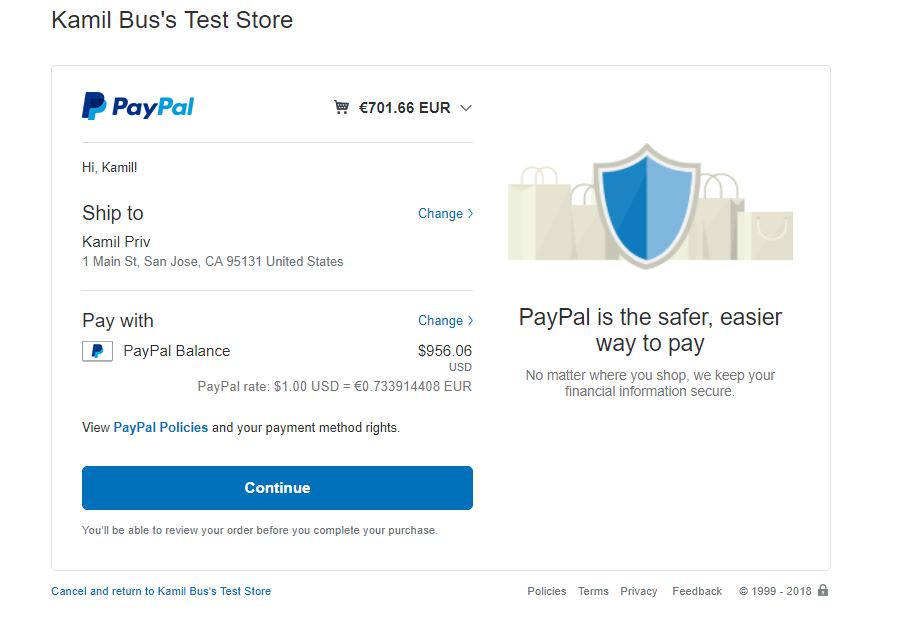 Kamil Bus's Test Store
PayPal
€701.66 EUR
Hi, Kamil!
Ship to
Change
Kamil Priv
1 Main St, San Jose, CA 95131 United States
Pay with
Change
PayPal Balance
$956.06
USD
PayPal rate: $1.00 USD = €0.733914408 EUR
View PayPal Policies and your payment method rights.
Continue
You'll be able to review your order before you complete your purchase.
PayPal is the safer, easier
way to pay
No matter where you shop, we keep your
financial information secure.
Cancel and return to Kamil Bus's Test Store
Policies Terms Privacy Feedback © 1999 - 2018